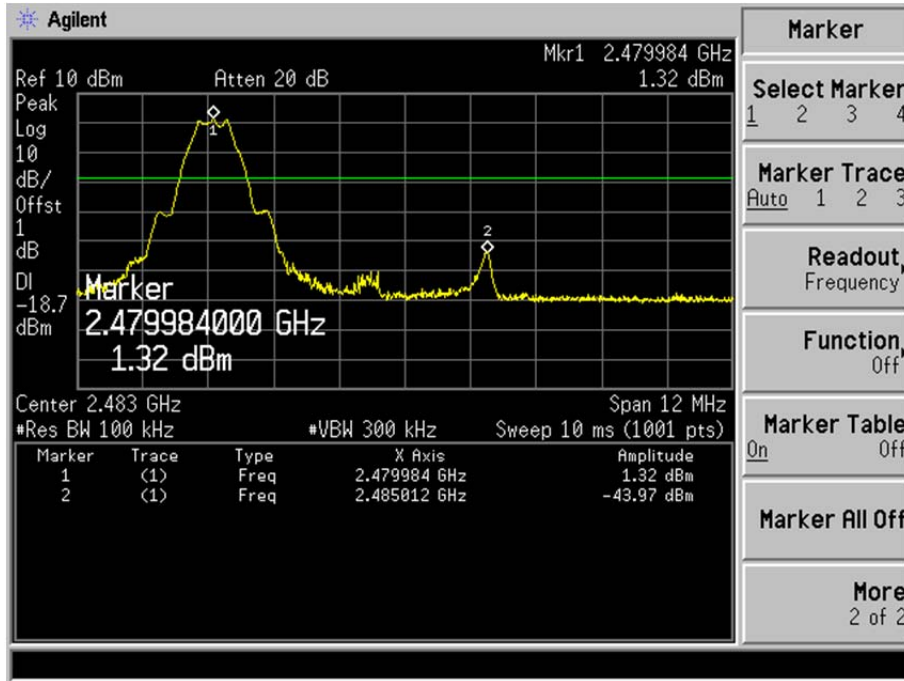 Agilent
Marker
Mkr1 2.479984 GHz
Ref 10 dBm Atten 20 dB 1.32 dBm
Peak
Log
10
dB/
Offst
1
dB
DI
-18.7
dBm
1
2
Marker
2.479984000 GHz
1.32 dBm
Center 2.483 GHz Span 12 MHz
#Res BW 100 kHz #VBW 300 kHz Sweep 10 ms (1001 pts)
Marker Trace Type X Axis Amplitude
1 (1) Freq 2.479984 GHz 1.32 dBm
2 (1) Freq 2.485012 GHz -43.97 dBm
Select Marker
1 2 3 4
Marker Trace
Auto 1 2 3
Readout
Frequency
Function
Off
Marker Table
On Off
Marker All Off
More
2 of 2